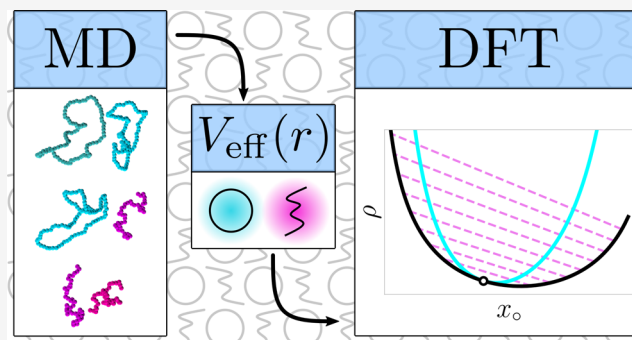 MD
V_eff(r)
DFT
ρ
x_○